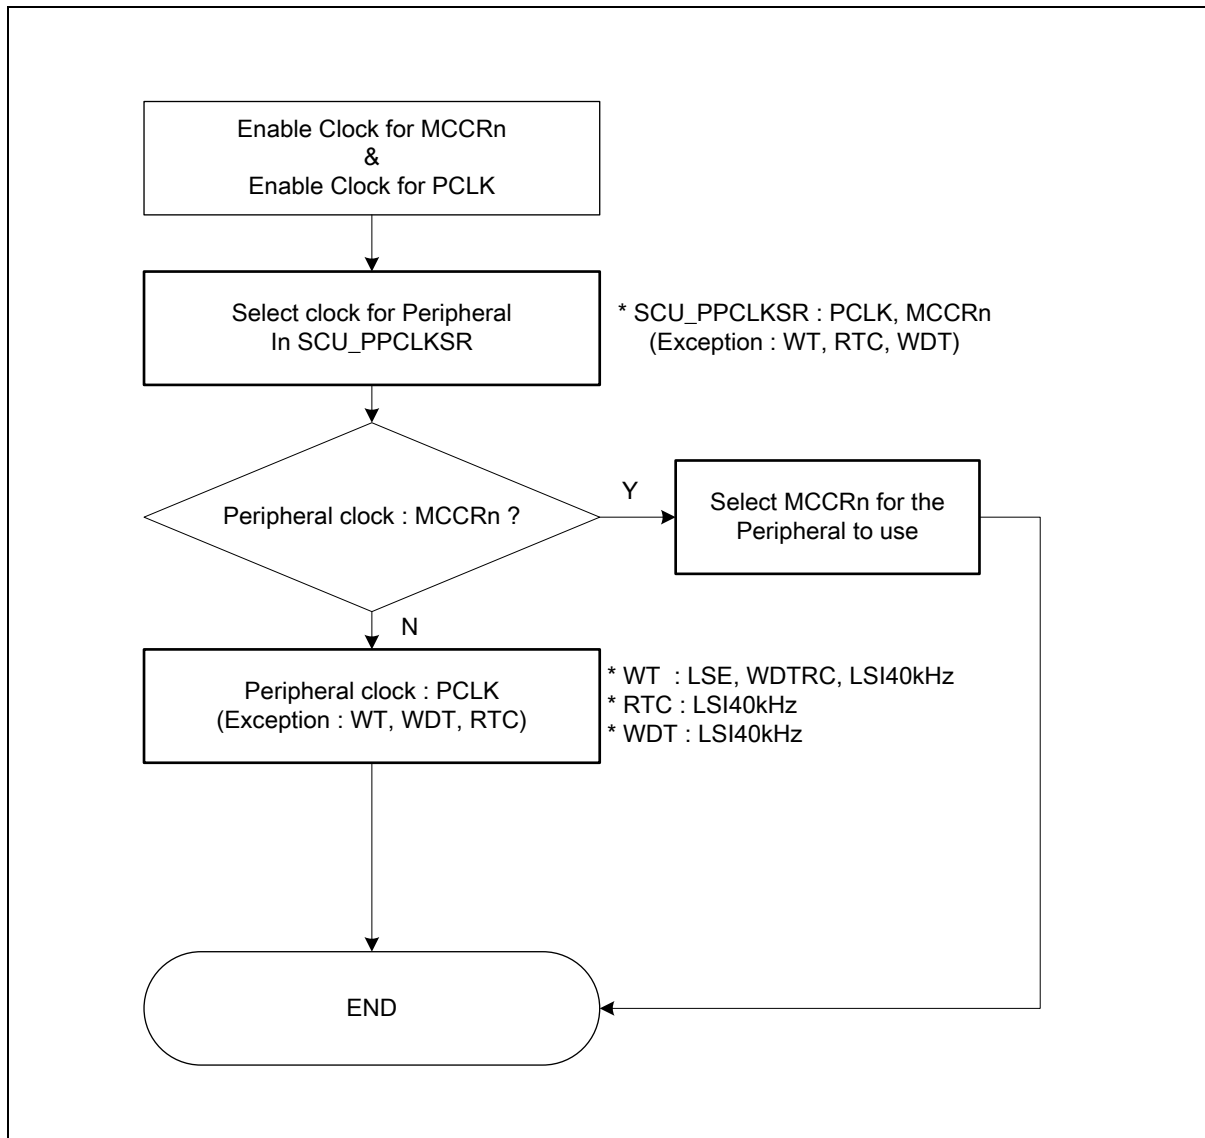 Enable Clock for MCCRn
&
Enable Clock for PCLK
Select clock for Peripheral
In SCU_PPCLKSR
* SCU_PPCLKSR : PCLK, MCCRn
(Exception : WT, RTC, WDT)
Peripheral clock : MCCRn ?
Y
Select MCCRn for the
Peripheral to use
N
Peripheral clock : PCLK
(Exception : WT, WDT, RTC)
* WT : LSE, WDTRC, LSI40kHz
* RTC : LSI40kHz
* WDT : LSI40kHz
END